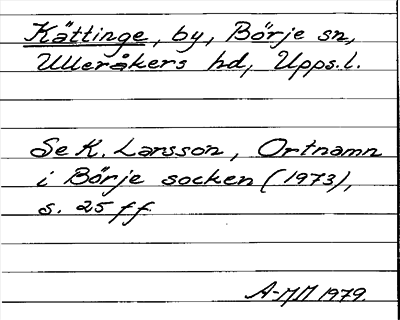 Kättinge, by, Börje sn,
Ulleråkers hd, Upps.l.
Se K. Larsson, Ortnamn
i Börje socken (1973),
s. 25 ff
A-MM 1979.